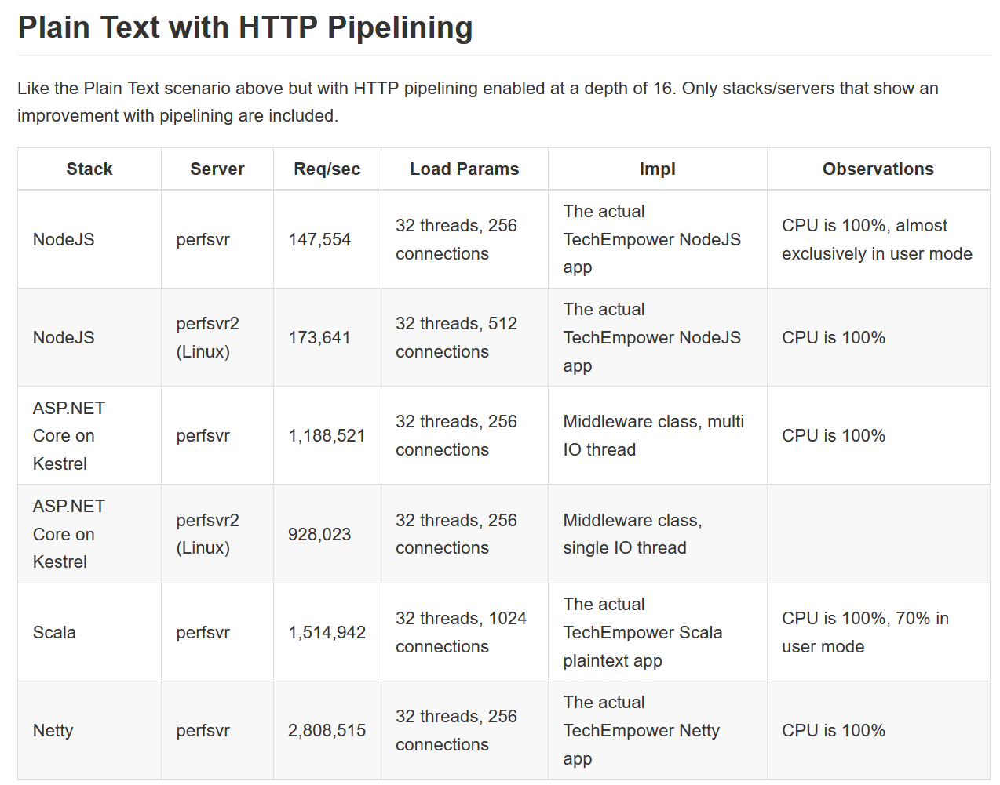 Plain Text with HTTP Pipelining
Like the Plain Text scenario above but with HTTP pipelining enabled at a depth of 16. Only stacks/servers that show an
improvement with pipelining are included.
Stack Server Req/sec Load Params Impl Observations
NodeJS
perfsvr
147,554
32 threads, 256
connections
The actual
TechEmpower NodeJS
app
CPU is 100%, almost
exclusively in user mode
NodeJS
perfsvr2
(Linux)
173,641
32 threads, 512
connections
The actual
TechEmpower NodeJS
app
CPU is 100%
ASP.NET
Core on
Kestrel
perfsvr
1,188,521
32 threads, 256
connections
Middleware class, multi
IO thread
CPU is 100%
ASP.NET
Core on
Kestrel
perfsvr2
(Linux)
928,023
32 threads, 256
connections
Middleware class,
single IO thread
Scala
perfsvr
1,514,942
32 threads, 1024
connections
The actual
TechEmpower Scala
plaintext app
CPU is 100%, 70% in
user mode
Netty
perfsvr
2,808,515
32 threads, 256
connections
The actual
TechEmpower Netty
app
CPU is 100%